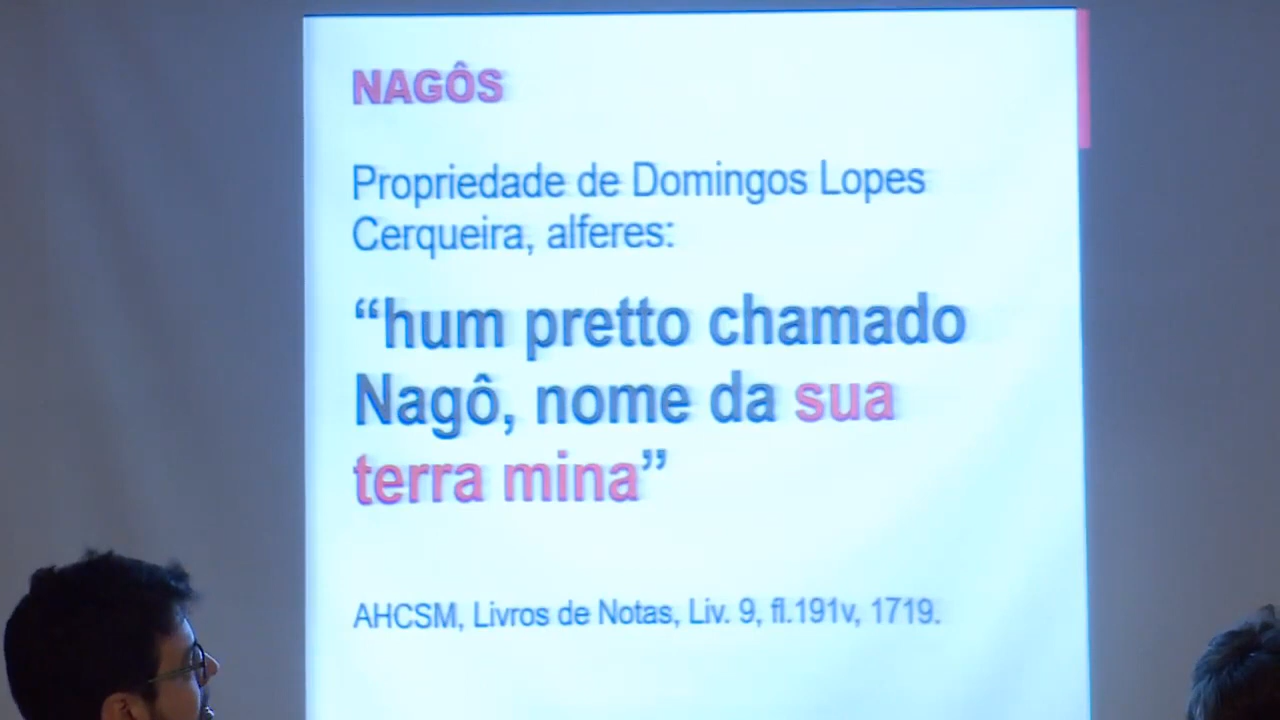 NAGÔS
Propriedade de Domingos Lopes
Cerqueira, alferes:
“hum pretto chamado
Nagô, nome da sua
terra mina”
AHCSM, Livros de Notas, Liv. 9, fl.191v, 1719.